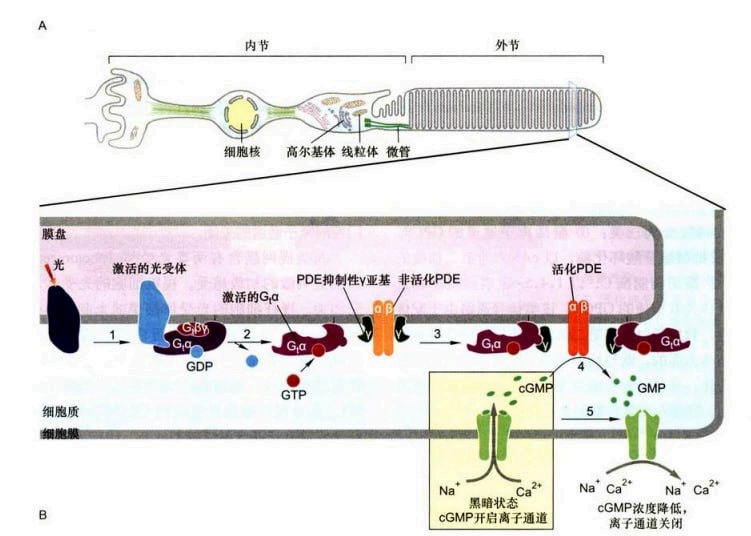 A
内节
外节
细胞核
高尔基体
线粒体
微管
膜盘
光
激活的光受体
激活的Gtα
PDE抑制性γ亚基
非活化PDE
活化PDE
α β
α β
1
Gtβγ
Gtα
GDP
2
GTP
Gtα
3
Gtα
Gtα
4
cGMP
GMP
5
细胞质
细胞膜
Na+
Ca2+
黑暗状态
cGMP开启离子通道
Na+ Ca2+
Na+ Ca2+
cGMP浓度降低，
离子通道关闭
B